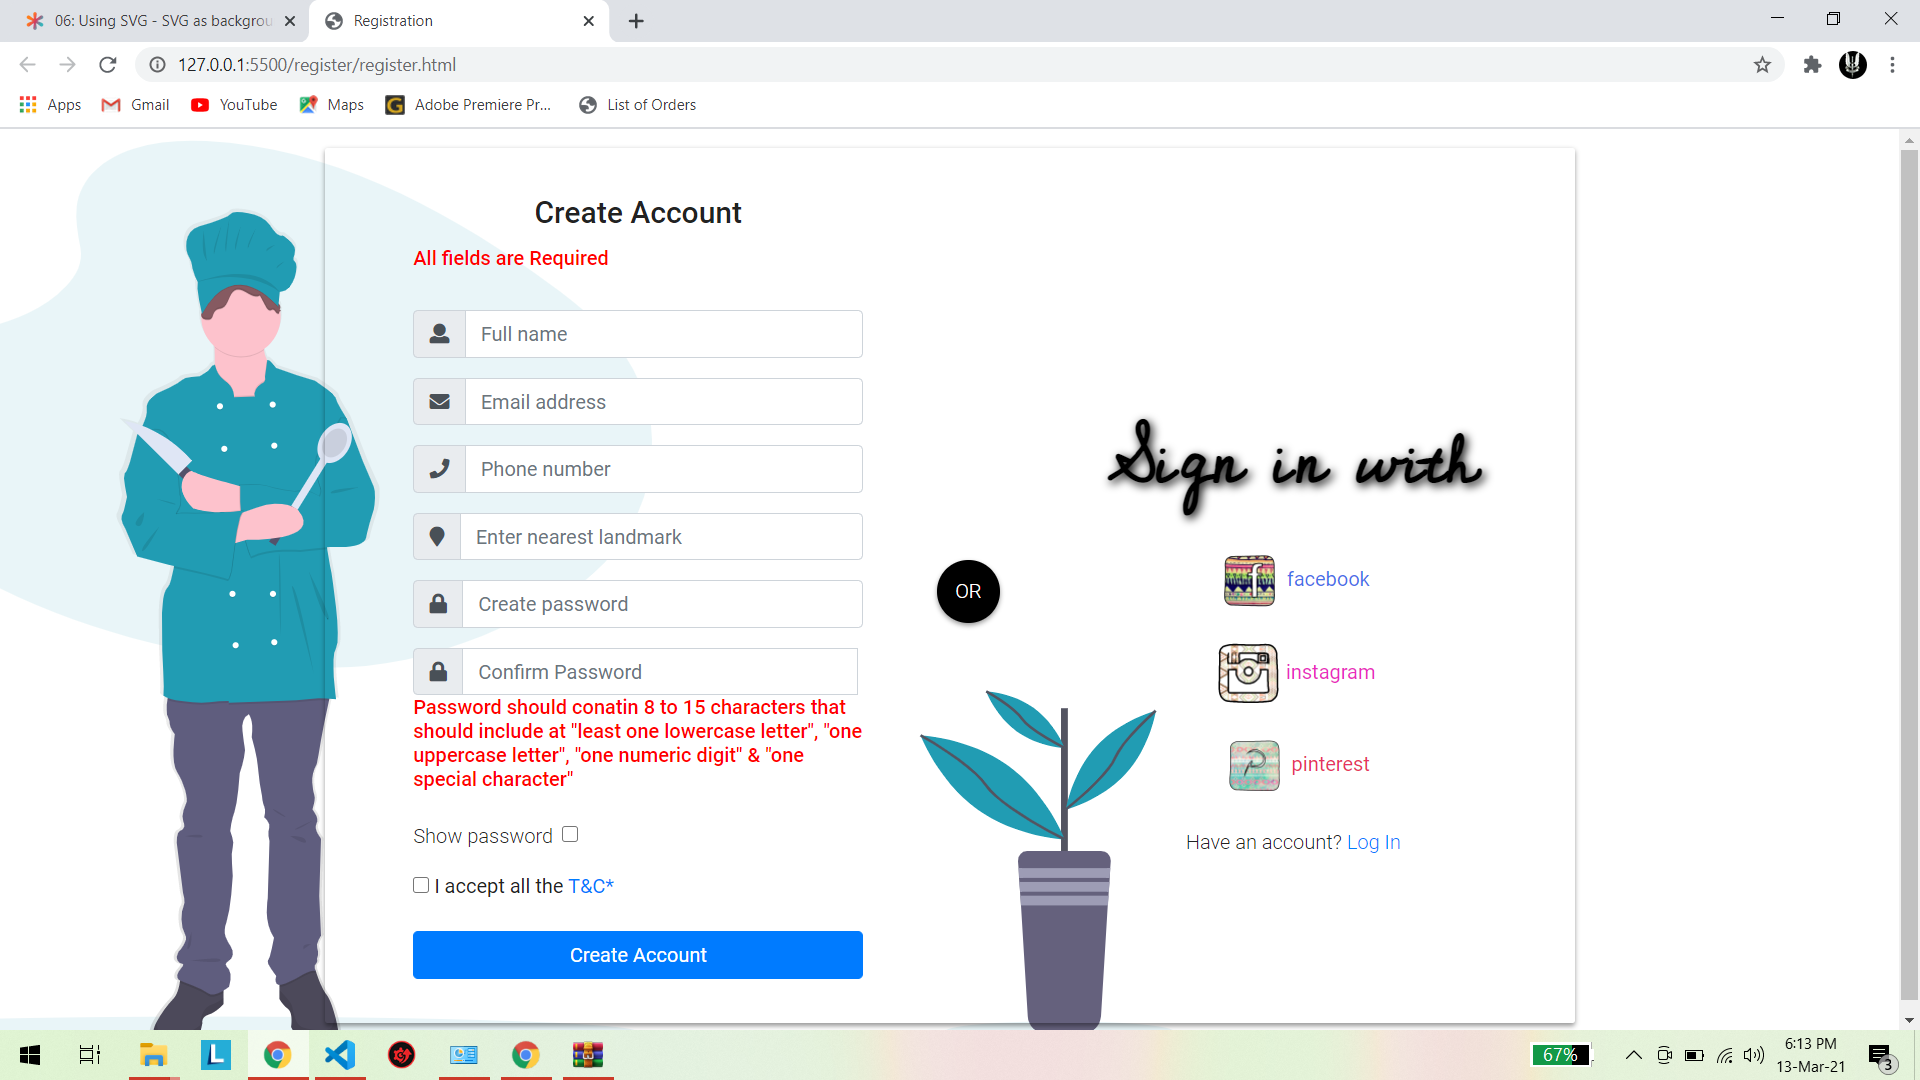 06: Using SVG - SVG as backgrou
Registration
127.0.0.1:5500/register/register.html
Apps
Gmail
YouTube
Maps
Adobe Premiere Pr...
List of Orders
Create Account
All fields are Required
Full name
Email address
Phone number
Enter nearest landmark
Create password
Confirm Password
Password should conatin 8 to 15 characters that
should include at "least one lowercase letter", "one
uppercase letter", "one numeric digit" & "one
special character"
Show password
I accept all the T&C*
Create Account
OR
Sign in with
facebook
instagram
pinterest
Have an account? Log In
67%
6:13 PM
13-Mar-21
3